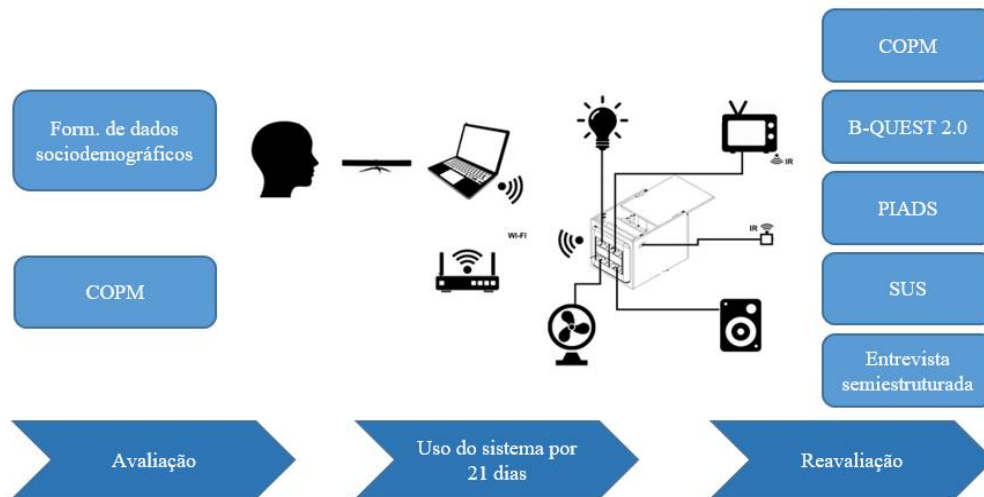 Form. de dados
sociodemográficos
COPM
WI-FI
IR
IR
COPM
B-QUEST 2.0
PIADS
SUS
Entrevista
semiestruturada
Avaliação
Uso do sistema por
21 dias
Reavaliação